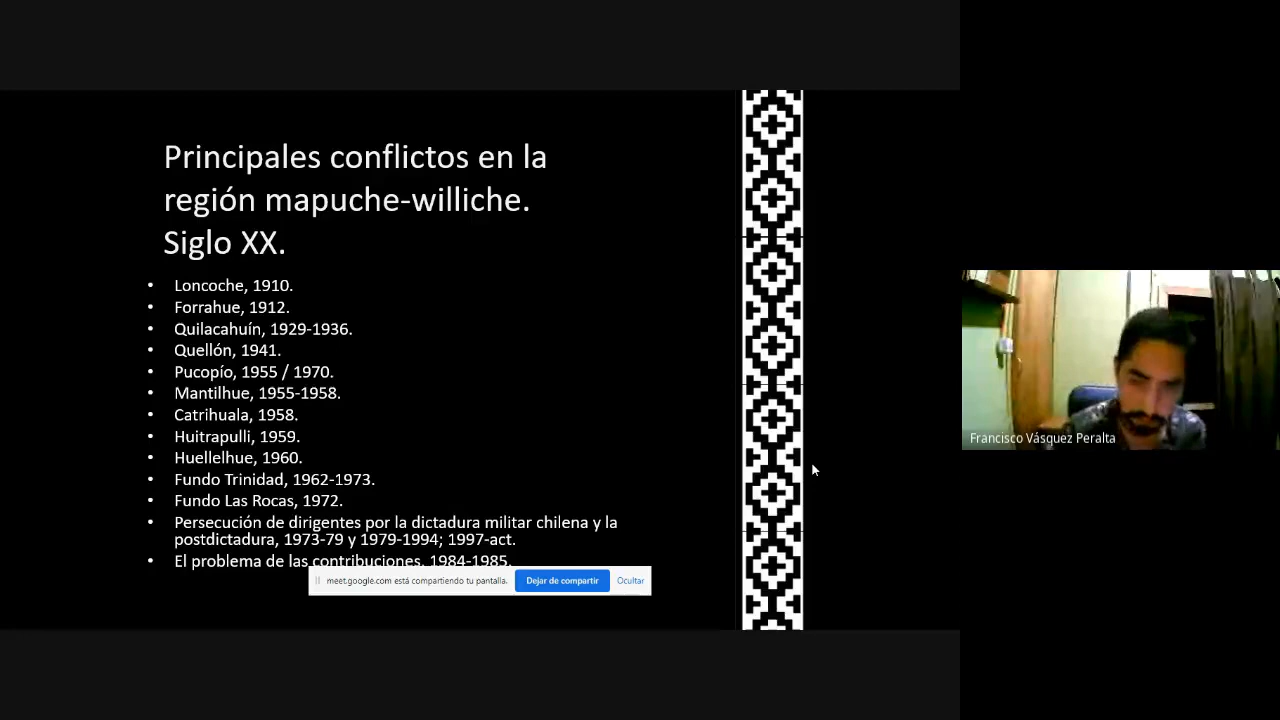 Principales conflictos en la
región mapuche-williche.
Siglo XX.
• Loncoche, 1910.
• Forrahue, 1912.
• Quilacahuín, 1929-1936.
• Quellón, 1941.
• Pucopío, 1955 / 1970.
• Mantilhue, 1955-1958.
• Catrihuala, 1958.
• Huitrapulli, 1959.
• Huellelhue, 1960.
• Fundo Trinidad, 1962-1973.
• Fundo Las Rocas, 1972.
• Persecución de dirigentes por la dictadura militar chilena y la
postdictadura, 1973-79 y 1979-1994; 1997-act.
• El problema de las contribuciones, 1984-1985.
meet.google.com está compartiendo tu pantalla. Dejar de compartir Ocultar
Francisco Vásquez Peralta